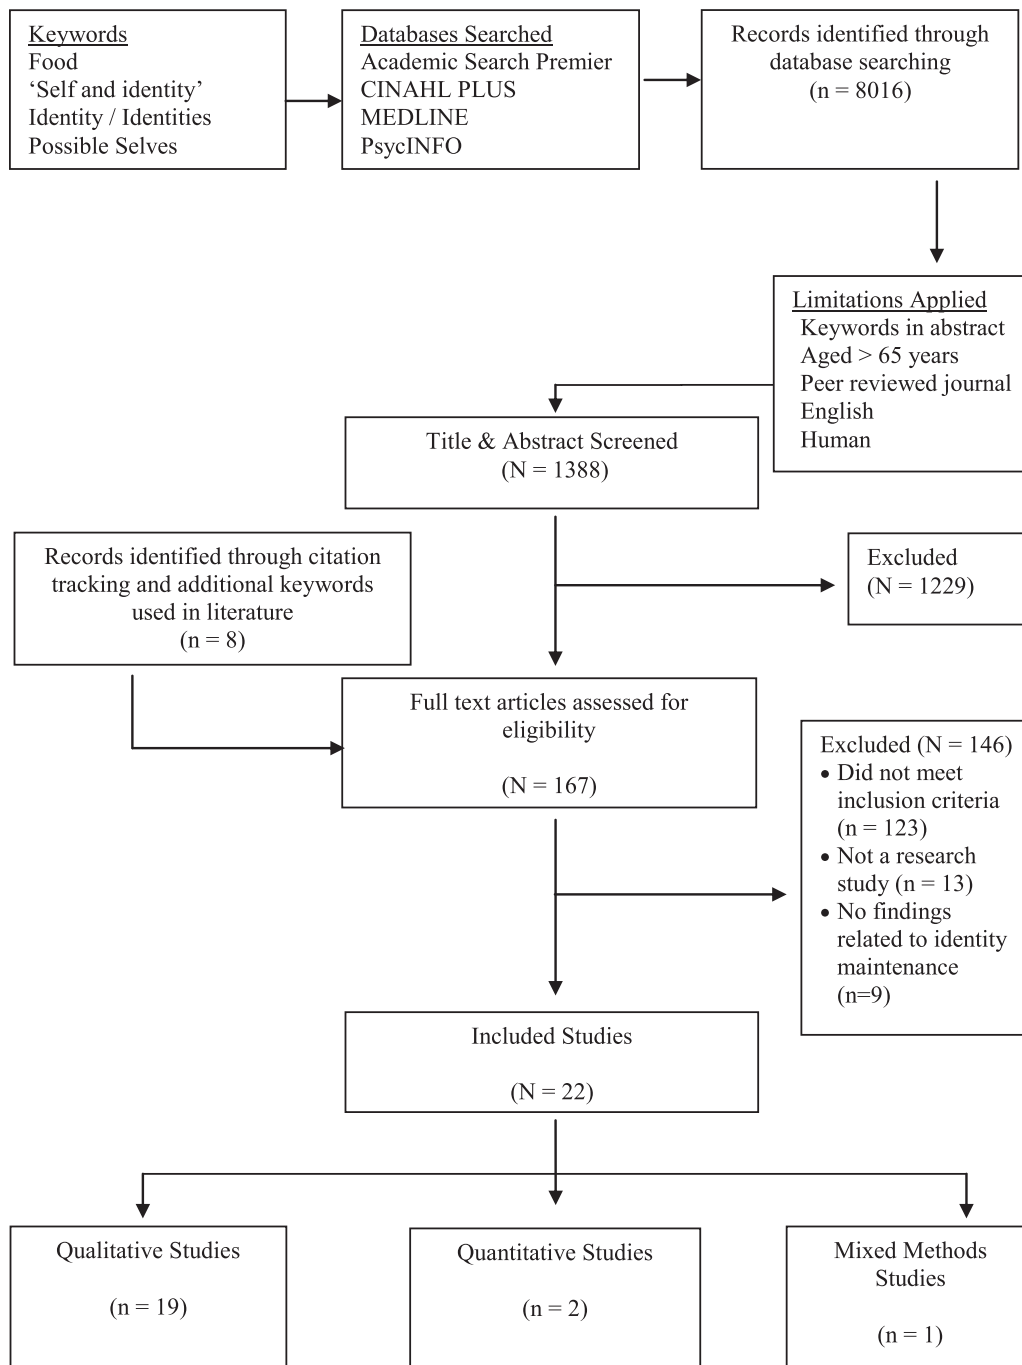 Keywords
Food
‘Self and identity’
Identity / Identities
Possible Selves
Databases Searched
Academic Search Premier
CINAHL PLUS
MEDLINE
PsycINFO
Records identified through
database searching
(n = 8016)
Limitations Applied
Keywords in abstract
Aged > 65 years
Peer reviewed journal
English
Human
Title & Abstract Screened
(N = 1388)
Records identified through citation
tracking and additional keywords
used in literature
(n = 8)
Excluded
(N = 1229)
Full text articles assessed for
eligibility
(N = 167)
Excluded (N = 146)
• Did not meet
inclusion criteria
(n = 123)
• Not a research
study (n = 13)
• No findings
related to identity
maintenance
(n=9)
Included Studies
(N = 22)
Qualitative Studies
(n = 19)
Quantitative Studies
(n = 2)
Mixed Methods
Studies
(n = 1)